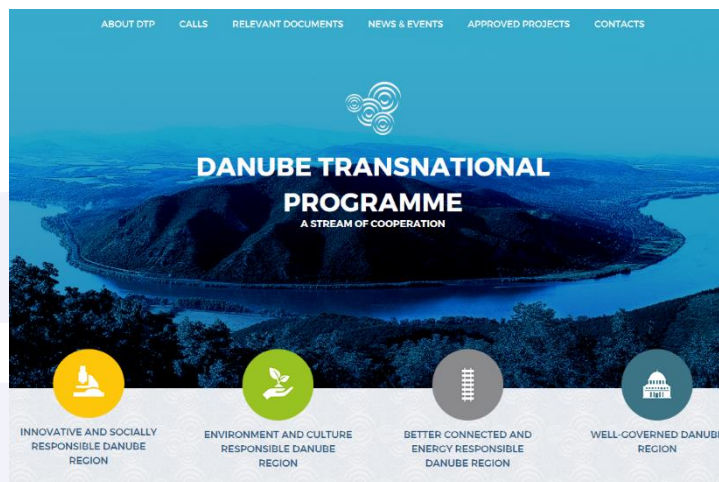 ABOUT DTP CALLS RELEVANT DOCUMENTS NEWS & EVENTS APPROVED PROJECTS CONTACTS
DANUBE TRANSNATIONAL
PROGRAMME
A STREAM OF COOPERATION
INNOVATIVE AND SOCIALLY
RESPONSIBLE DANUBE
REGION
ENVIRONMENT AND CULTURE
RESPONSIBLE DANUBE
REGION
BETTER CONNECTED AND
ENERGY RESPONSIBLE
DANUBE REGION
WELL-GOVERNED DANUBE
REGION